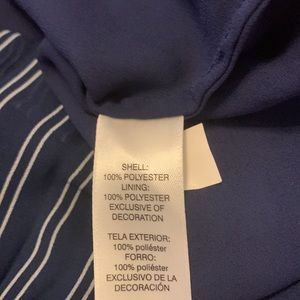 SHELL:
100% POLYESTER
LINING:
100% POLYESTER
EXCLUSIVE OF
DECORATION
TELA EXTERIOR:
100% poliéster
FORRO:
100% poliéster
EXCLUSIVO DE LA
DECORACIÓN